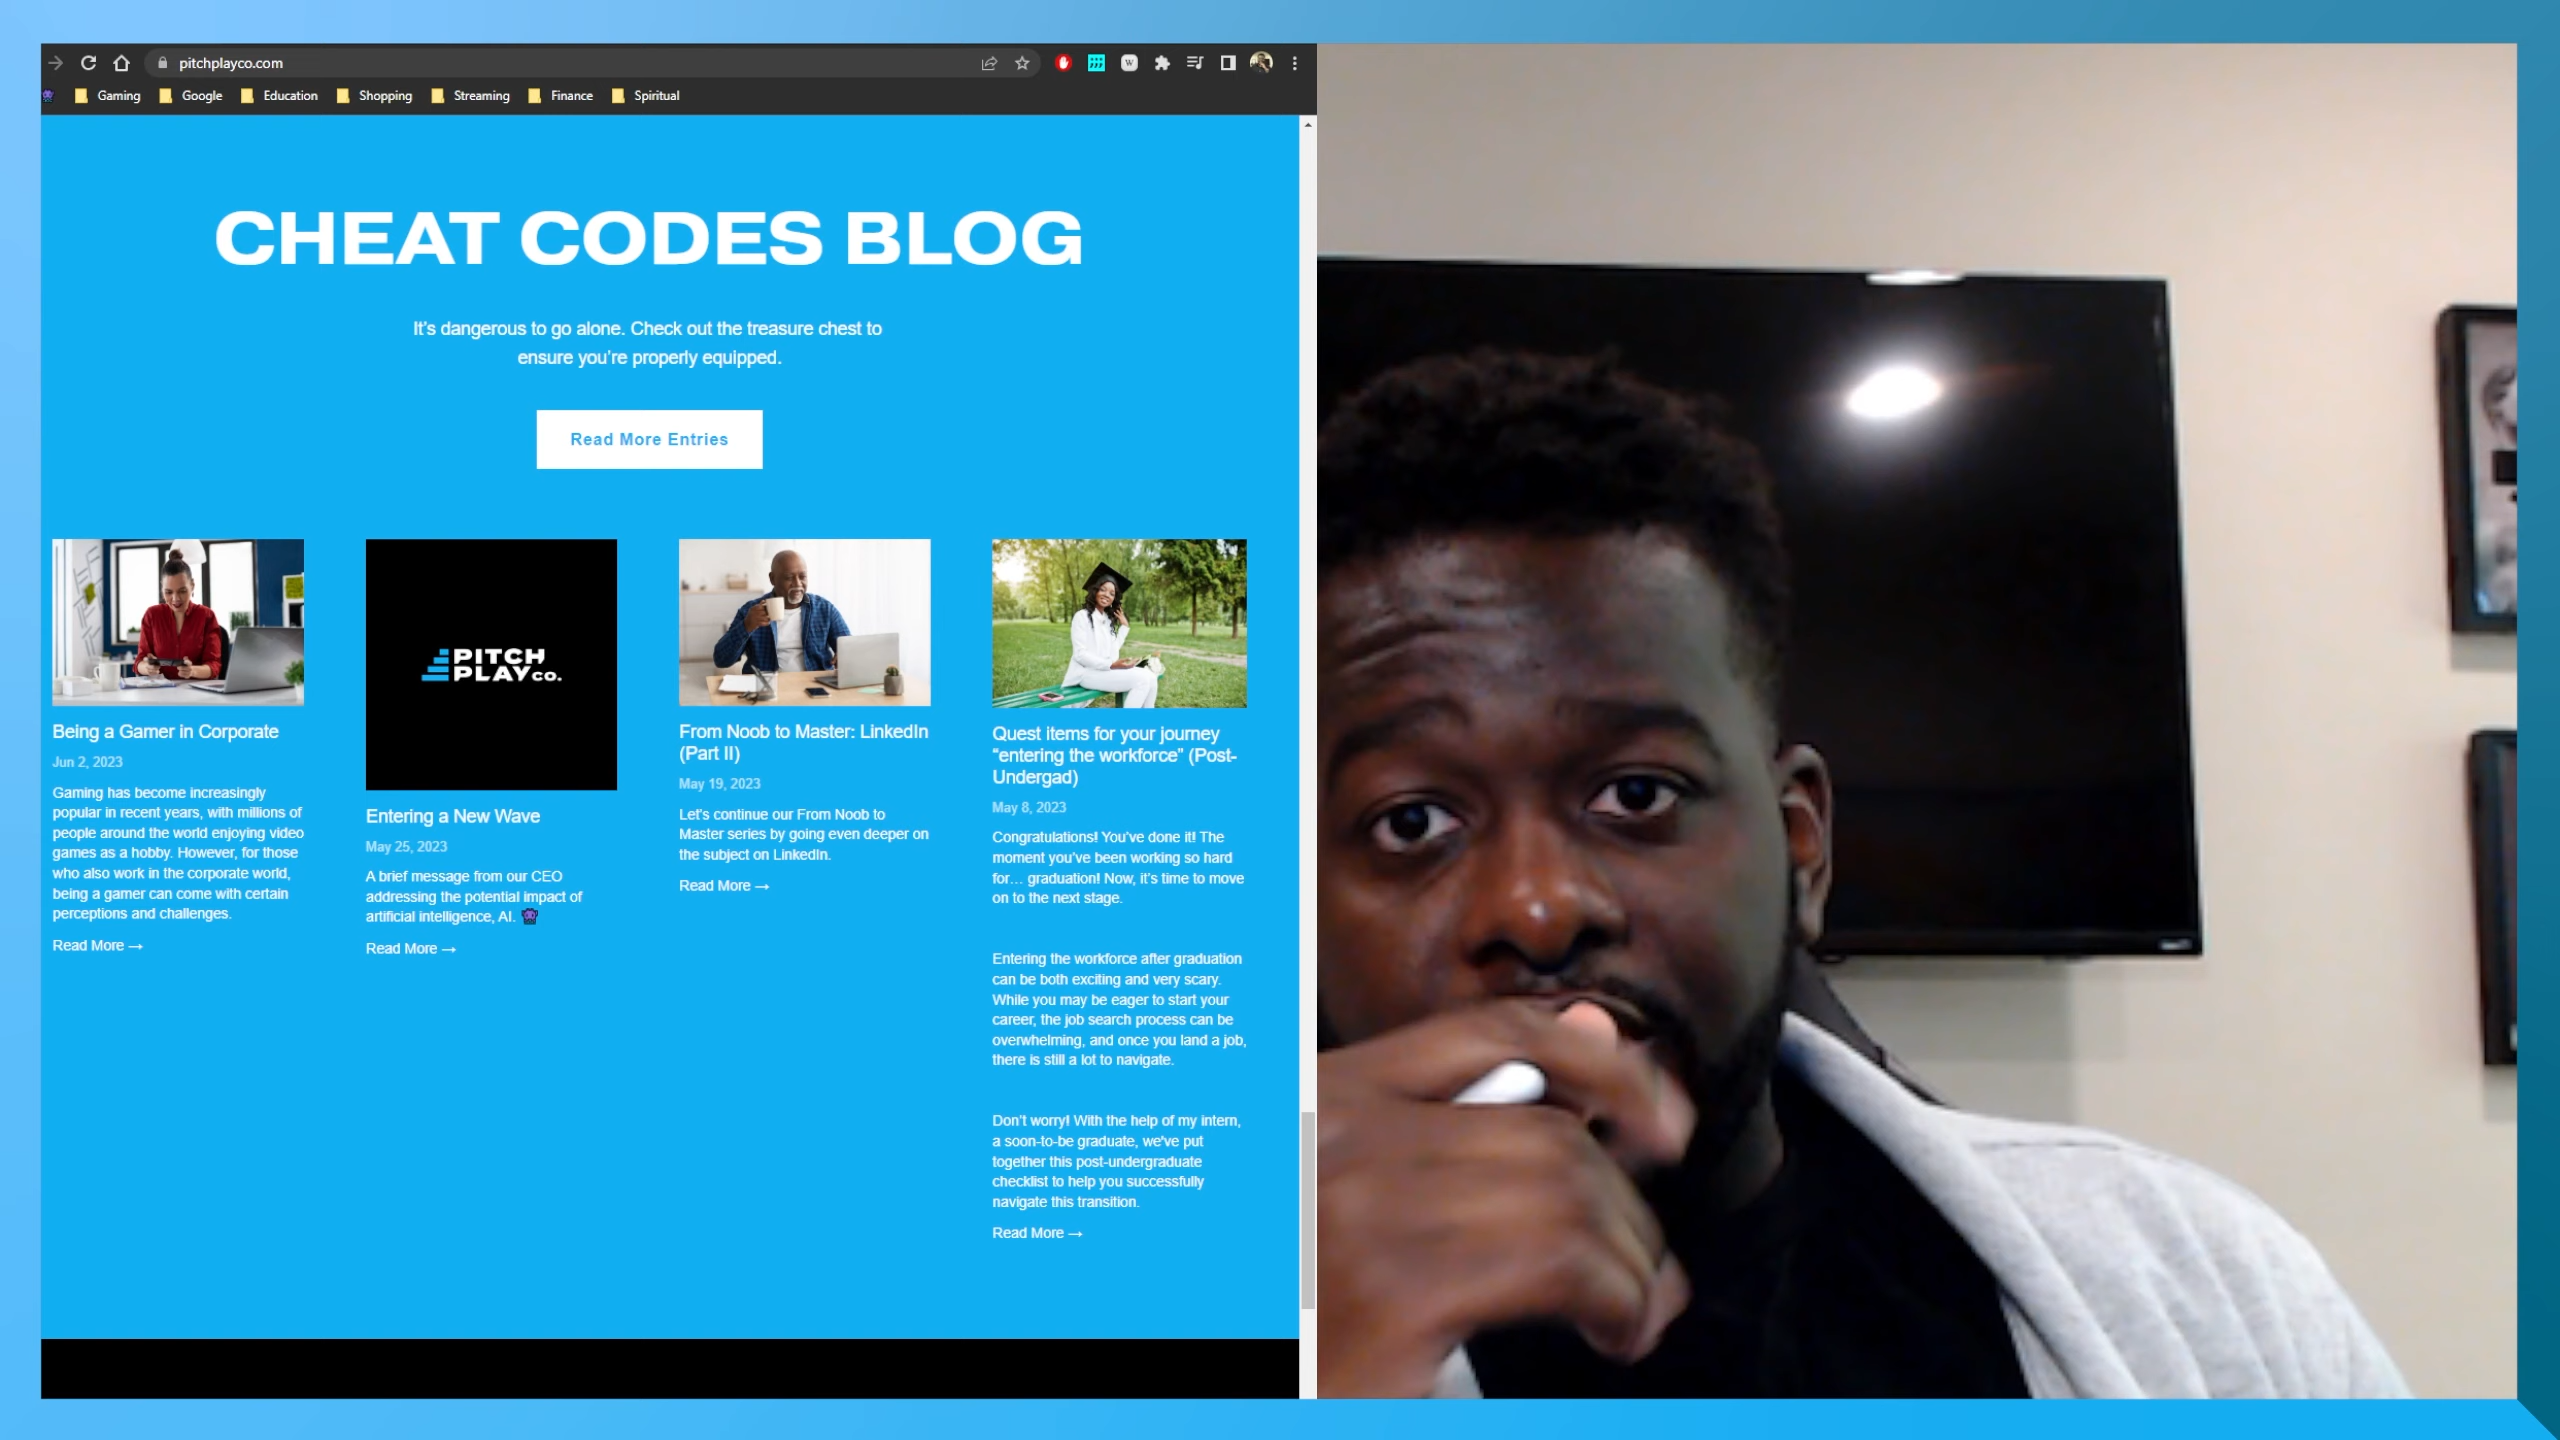 pitchplayco.com
Gaming
Google
Education
Shopping
Streaming
Finance
Spiritual
CHEAT CODES BLOG
It's dangerous to go alone. Check out the treasure chest to
ensure you're properly equipped.
Read More Entries
Being a Gamer in Corporate
Jun 2, 2023
Gaming has become increasingly
popular in recent years, with millions of
people around the world enjoying video
games as a hobby. However, for those
who also work in the corporate world,
being a gamer can come with certain
perceptions and challenges.
Read More →
PITCH
PLAY CO.
Entering a New Wave
May 25, 2023
A brief message from our CEO
addressing the potential impact of
artificial intelligence, AI.
Read More →
From Noob to Master: LinkedIn
(Part II)
May 19, 2023
Let's continue our From Noob to
Master series by going even deeper on
the subject on LinkedIn.
Read More →
Quest items for your journey
“entering the workforce” (Post-
Undergad)
May 8, 2023
Congratulations! You've done it! The
moment you've been working so hard
for… graduation! Now, it's time to move
on to the next stage.
Entering the workforce after graduation
can be both exciting and very scary.
While you may be eager to start your
career, the job search process can be
overwhelming, and once you land a job,
there is still a lot to navigate.
Don't worry! With the help of my intern,
a soon-to-be graduate, we've put
together this post-undergraduate
checklist to help you successfully
navigate this transition.
Read More →